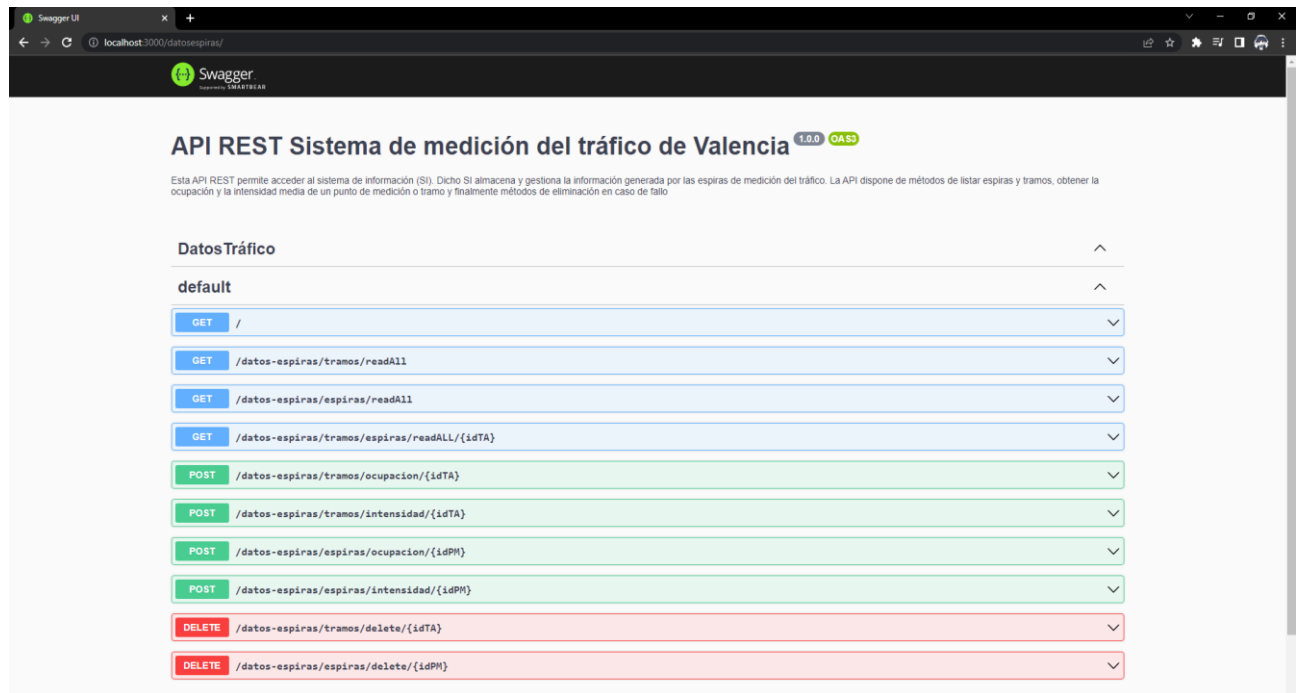 Swagger UI
localhost:3000/datosespiras/
Swagger.
Supported by SMARTBEAR
API REST Sistema de medición del tráfico de Valencia 1.0.0 OAS3
Esta API REST permite acceder al sistema de información (SI). Dicho SI almacena y gestiona la información generada por las espiras de medición del tráfico. La API dispone de métodos de listar espiras y tramos, obtener la
ocupación y la intensidad media de un punto de medición o tramo y finalmente métodos de eliminación en caso de fallo
DatosTráfico
default
GET /
GET /datos-espiras/tramos/readAll
GET /datos-espiras/espiras/readAll
GET /datos-espiras/tramos/espiras/readALL/{idTA}
POST /datos-espiras/tramos/ocupacion/{idTA}
POST /datos-espiras/tramos/intensidad/{idTA}
POST /datos-espiras/espiras/ocupacion/{idPM}
POST /datos-espiras/espiras/intensidad/{idPM}
DELETE /datos-espiras/tramos/delete/{idTA}
DELETE /datos-espiras/espiras/delete/{idPM}